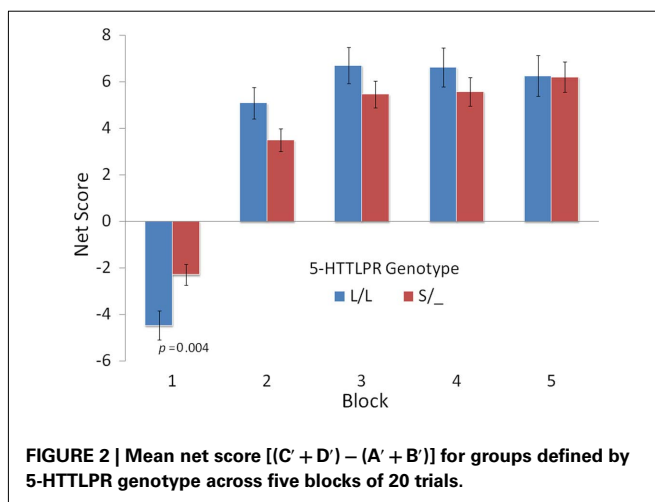 8
6
4
2
0
-2
-4
-6
Net Score
5-HTTLPR Genotype
L/L S/_
p=0.004
1 2 3 4 5
Block
FIGURE 2 | Mean net score [(C′ + D′) – (A′ + B′)] for groups defined by
5-HTTLPR genotype across five blocks of 20 trials.